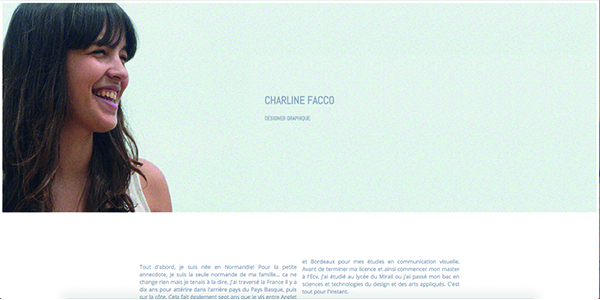 CHARLINE FACCO
DESIGNER GRAPHIQUE
Tout d'abord, je suis née en Normandie! Pour la petite
annecdote, je suis la seule normande de ma famille... ca ne
change rien mais je tenais à la dire. J'ai traversé la France il y à
dix ans pour attérire dans l'arrière pays du Pays Basque, puis
sur la côte. Cela fait également sept ans que je vis entre Anglet
et Bordeaux pour mes études en communication visuelle.
Avant de terminer ma licence et ainsi commencer mon master
à l'Ecv, j'ai étudié au lycée du Mirail ou j'ai passé mon bac en
sciences et technologies du design et des arts appliqués. C'est
tout pour l'instant.